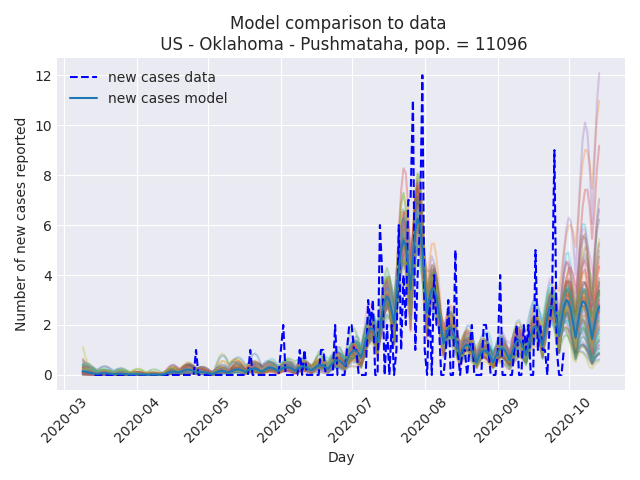 Model comparison to data
US - Oklahoma - Pushmataha, pop. = 11096
new cases data
new cases model
Number of new cases reported
12
10
8
6
4
2
0
2020-03
2020-04
2020-05
2020-06
2020-07
2020-08
2020-09
2020-10
Day